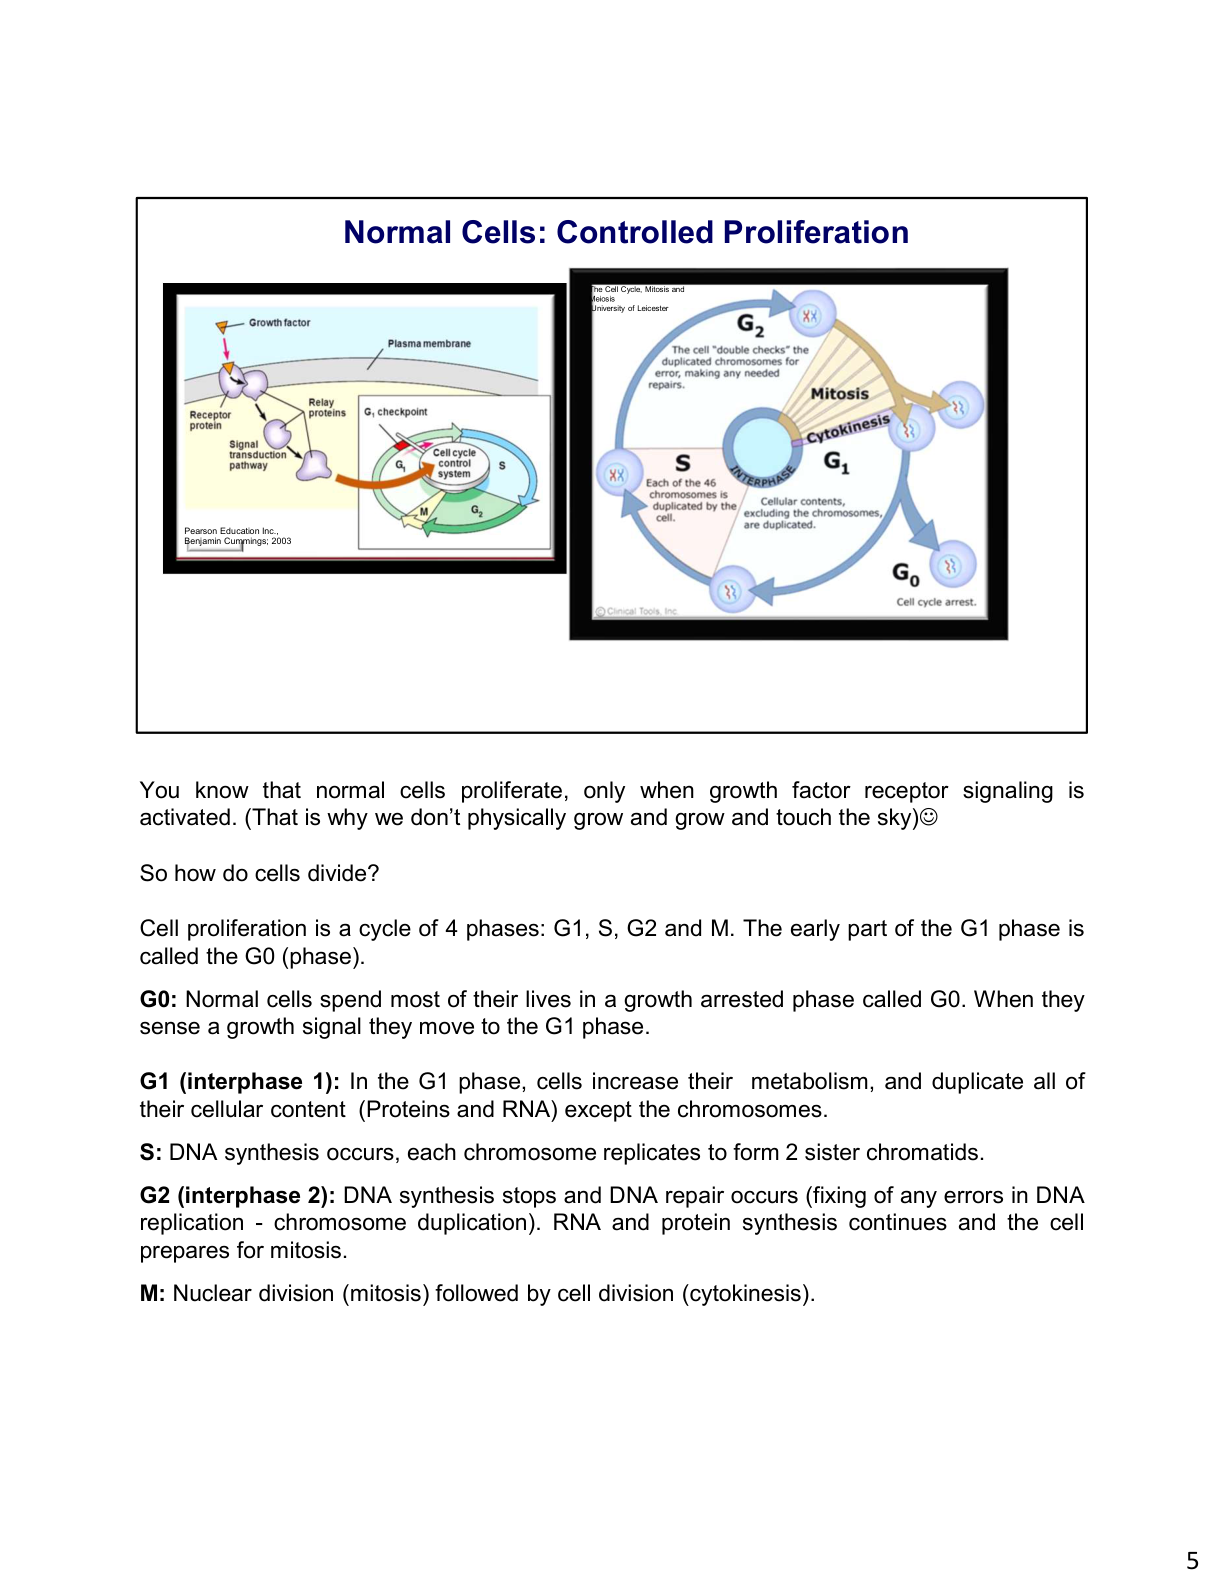 Normal Cells: Controlled Proliferation
Growth factor
Plasma membrane
Receptor
protein
Relay
proteins
Signal
transduction
pathway
G1 checkpoint
Cell cycle
control
system
G1
S
M
G2
Pearson Education Inc.,
Benjamin Cummings; 2003
The Cell Cycle, Mitosis and
Meiosis
University of Leicester
G2
The cell "double checks" the
duplicated chromosomes for
error, making any needed
repairs.
Mitosis
Cytokinesis
S
Each of the 46
chromosomes is
duplicated by the
cell.
INTERPHASE
G1
Cellular contents,
excluding the chromosomes,
are duplicated.
G0
Cell cycle arrest.
© Clinical Tools, Inc.
You know that normal cells proliferate, only when growth factor receptor signaling is
activated. (That is why we don’t physically grow and grow and touch the sky)☺
So how do cells divide?
Cell proliferation is a cycle of 4 phases: G1, S, G2 and M. The early part of the G1 phase is
called the G0 (phase).
G0: Normal cells spend most of their lives in a growth arrested phase called G0. When they
sense a growth signal they move to the G1 phase.
G1 (interphase 1): In the G1 phase, cells increase their metabolism, and duplicate all of
their cellular content (Proteins and RNA) except the chromosomes.
S: DNA synthesis occurs, each chromosome replicates to form 2 sister chromatids.
G2 (interphase 2): DNA synthesis stops and DNA repair occurs (fixing of any errors in DNA
replication - chromosome duplication). RNA and protein synthesis continues and the cell
prepares for mitosis.
M: Nuclear division (mitosis) followed by cell division (cytokinesis).
5